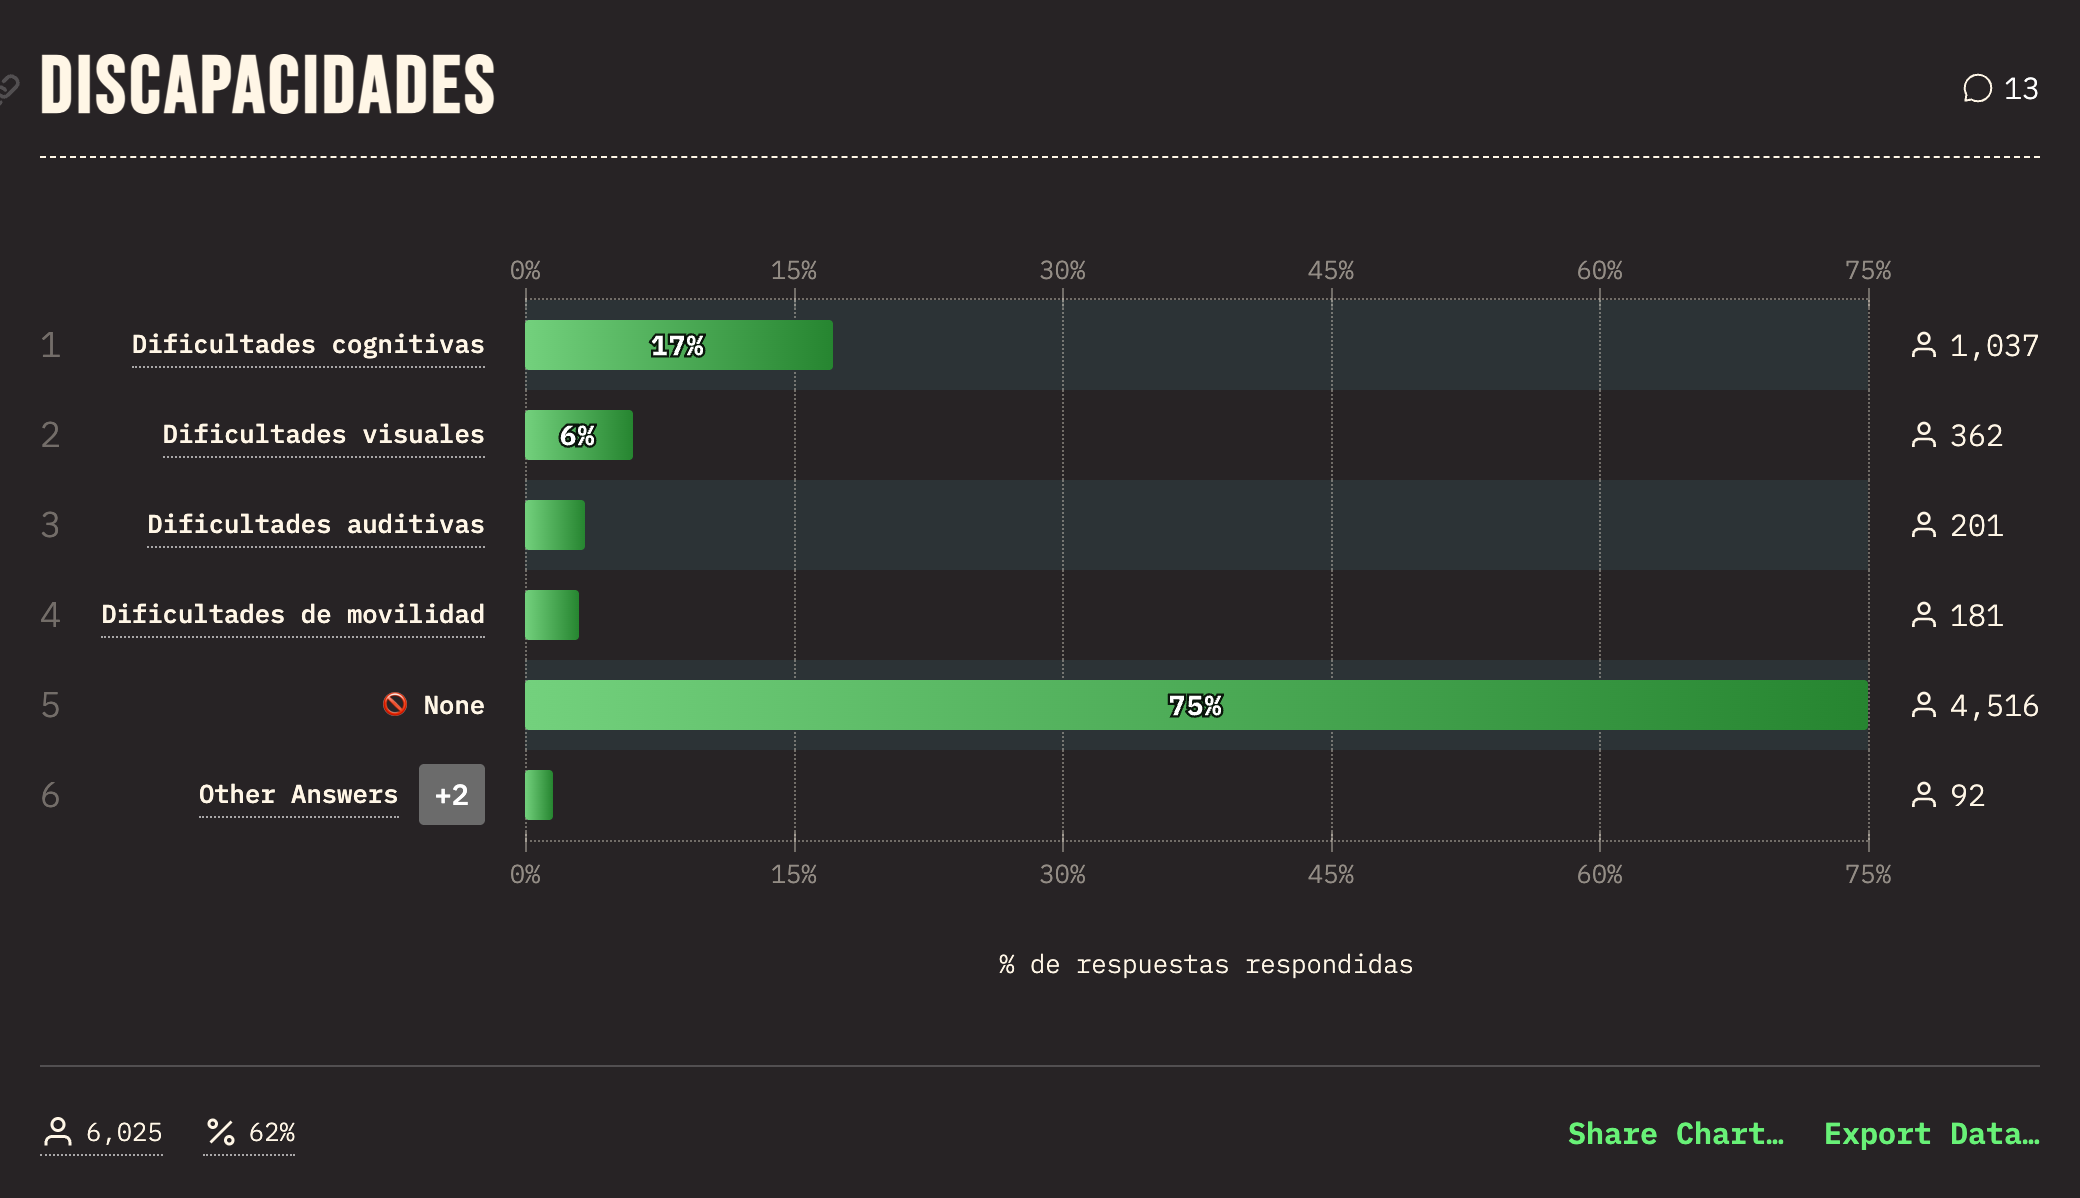 DISCAPACIDADES
13
0% 15% 30% 45% 60% 75%
1 Dificultades cognitivas 17% 1,037
2 Dificultades visuales 6% 362
3 Dificultades auditivas 201
4 Dificultades de movilidad 181
5 None 75% 4,516
6 Other Answers +2 92
0% 15% 30% 45% 60% 75%
% de respuestas respondidas
6,025 62% Share Chart… Export Data…